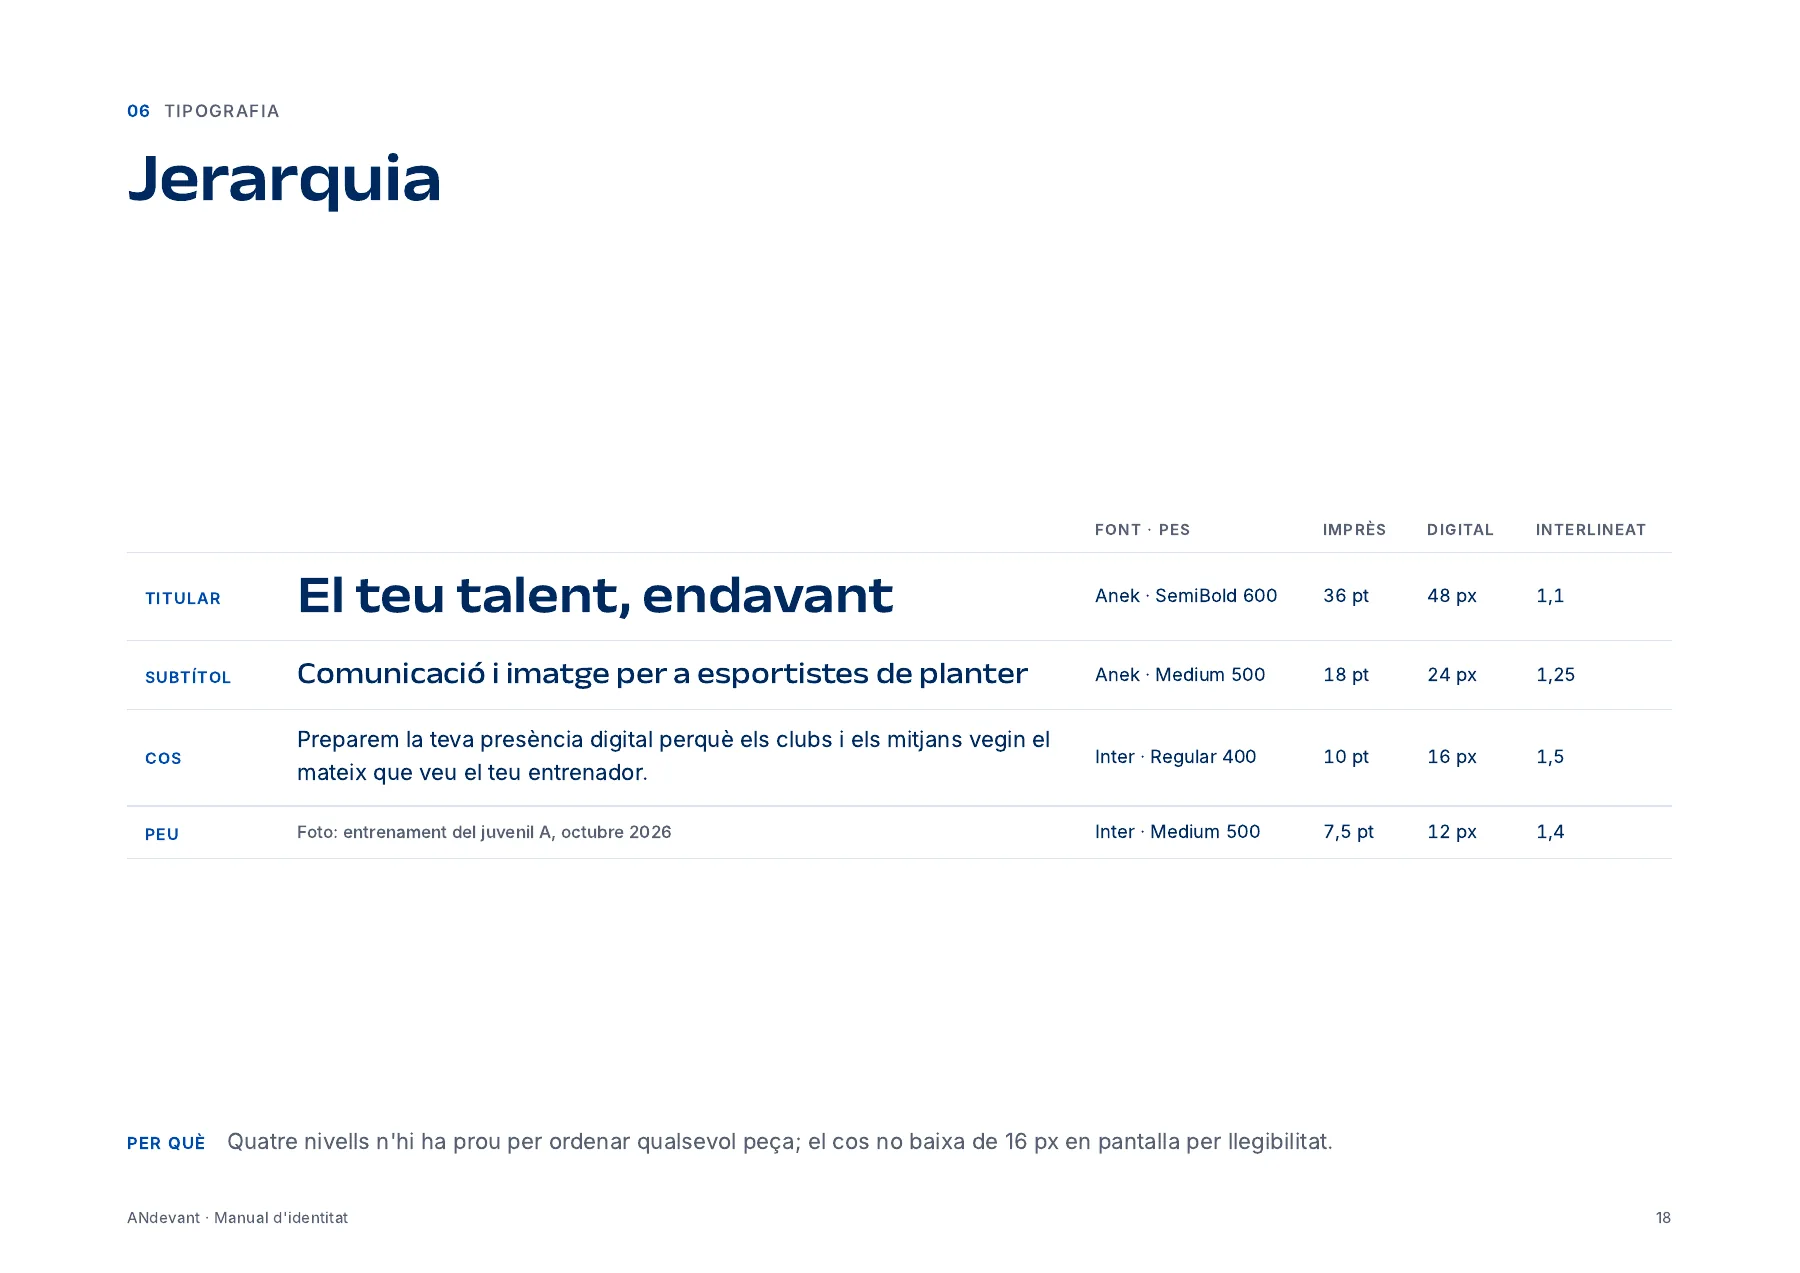 06 TIPOGRAFIA
Jerarquia
FONT · PES IMPRÈS DIGITAL INTERLINEAT
TITULAR El teu talent, endavant Anek · SemiBold 600 36 pt 48 px 1,1
SUBTÍTOL Comunicació i imatge per a esportistes de planter Anek · Medium 500 18 pt 24 px 1,25
COS Preparem la teva presència digital perquè els clubs i els mitjans vegin el
mateix que veu el teu entrenador. Inter · Regular 400 10 pt 16 px 1,5
PEU Foto: entrenament del juvenil A, octubre 2026 Inter · Medium 500 7,5 pt 12 px 1,4
PER QUÈ Quatre nivells n'hi ha prou per ordenar qualsevol peça; el cos no baixa de 16 px en pantalla per llegibilitat.
ANdevant · Manual d'identitat 18